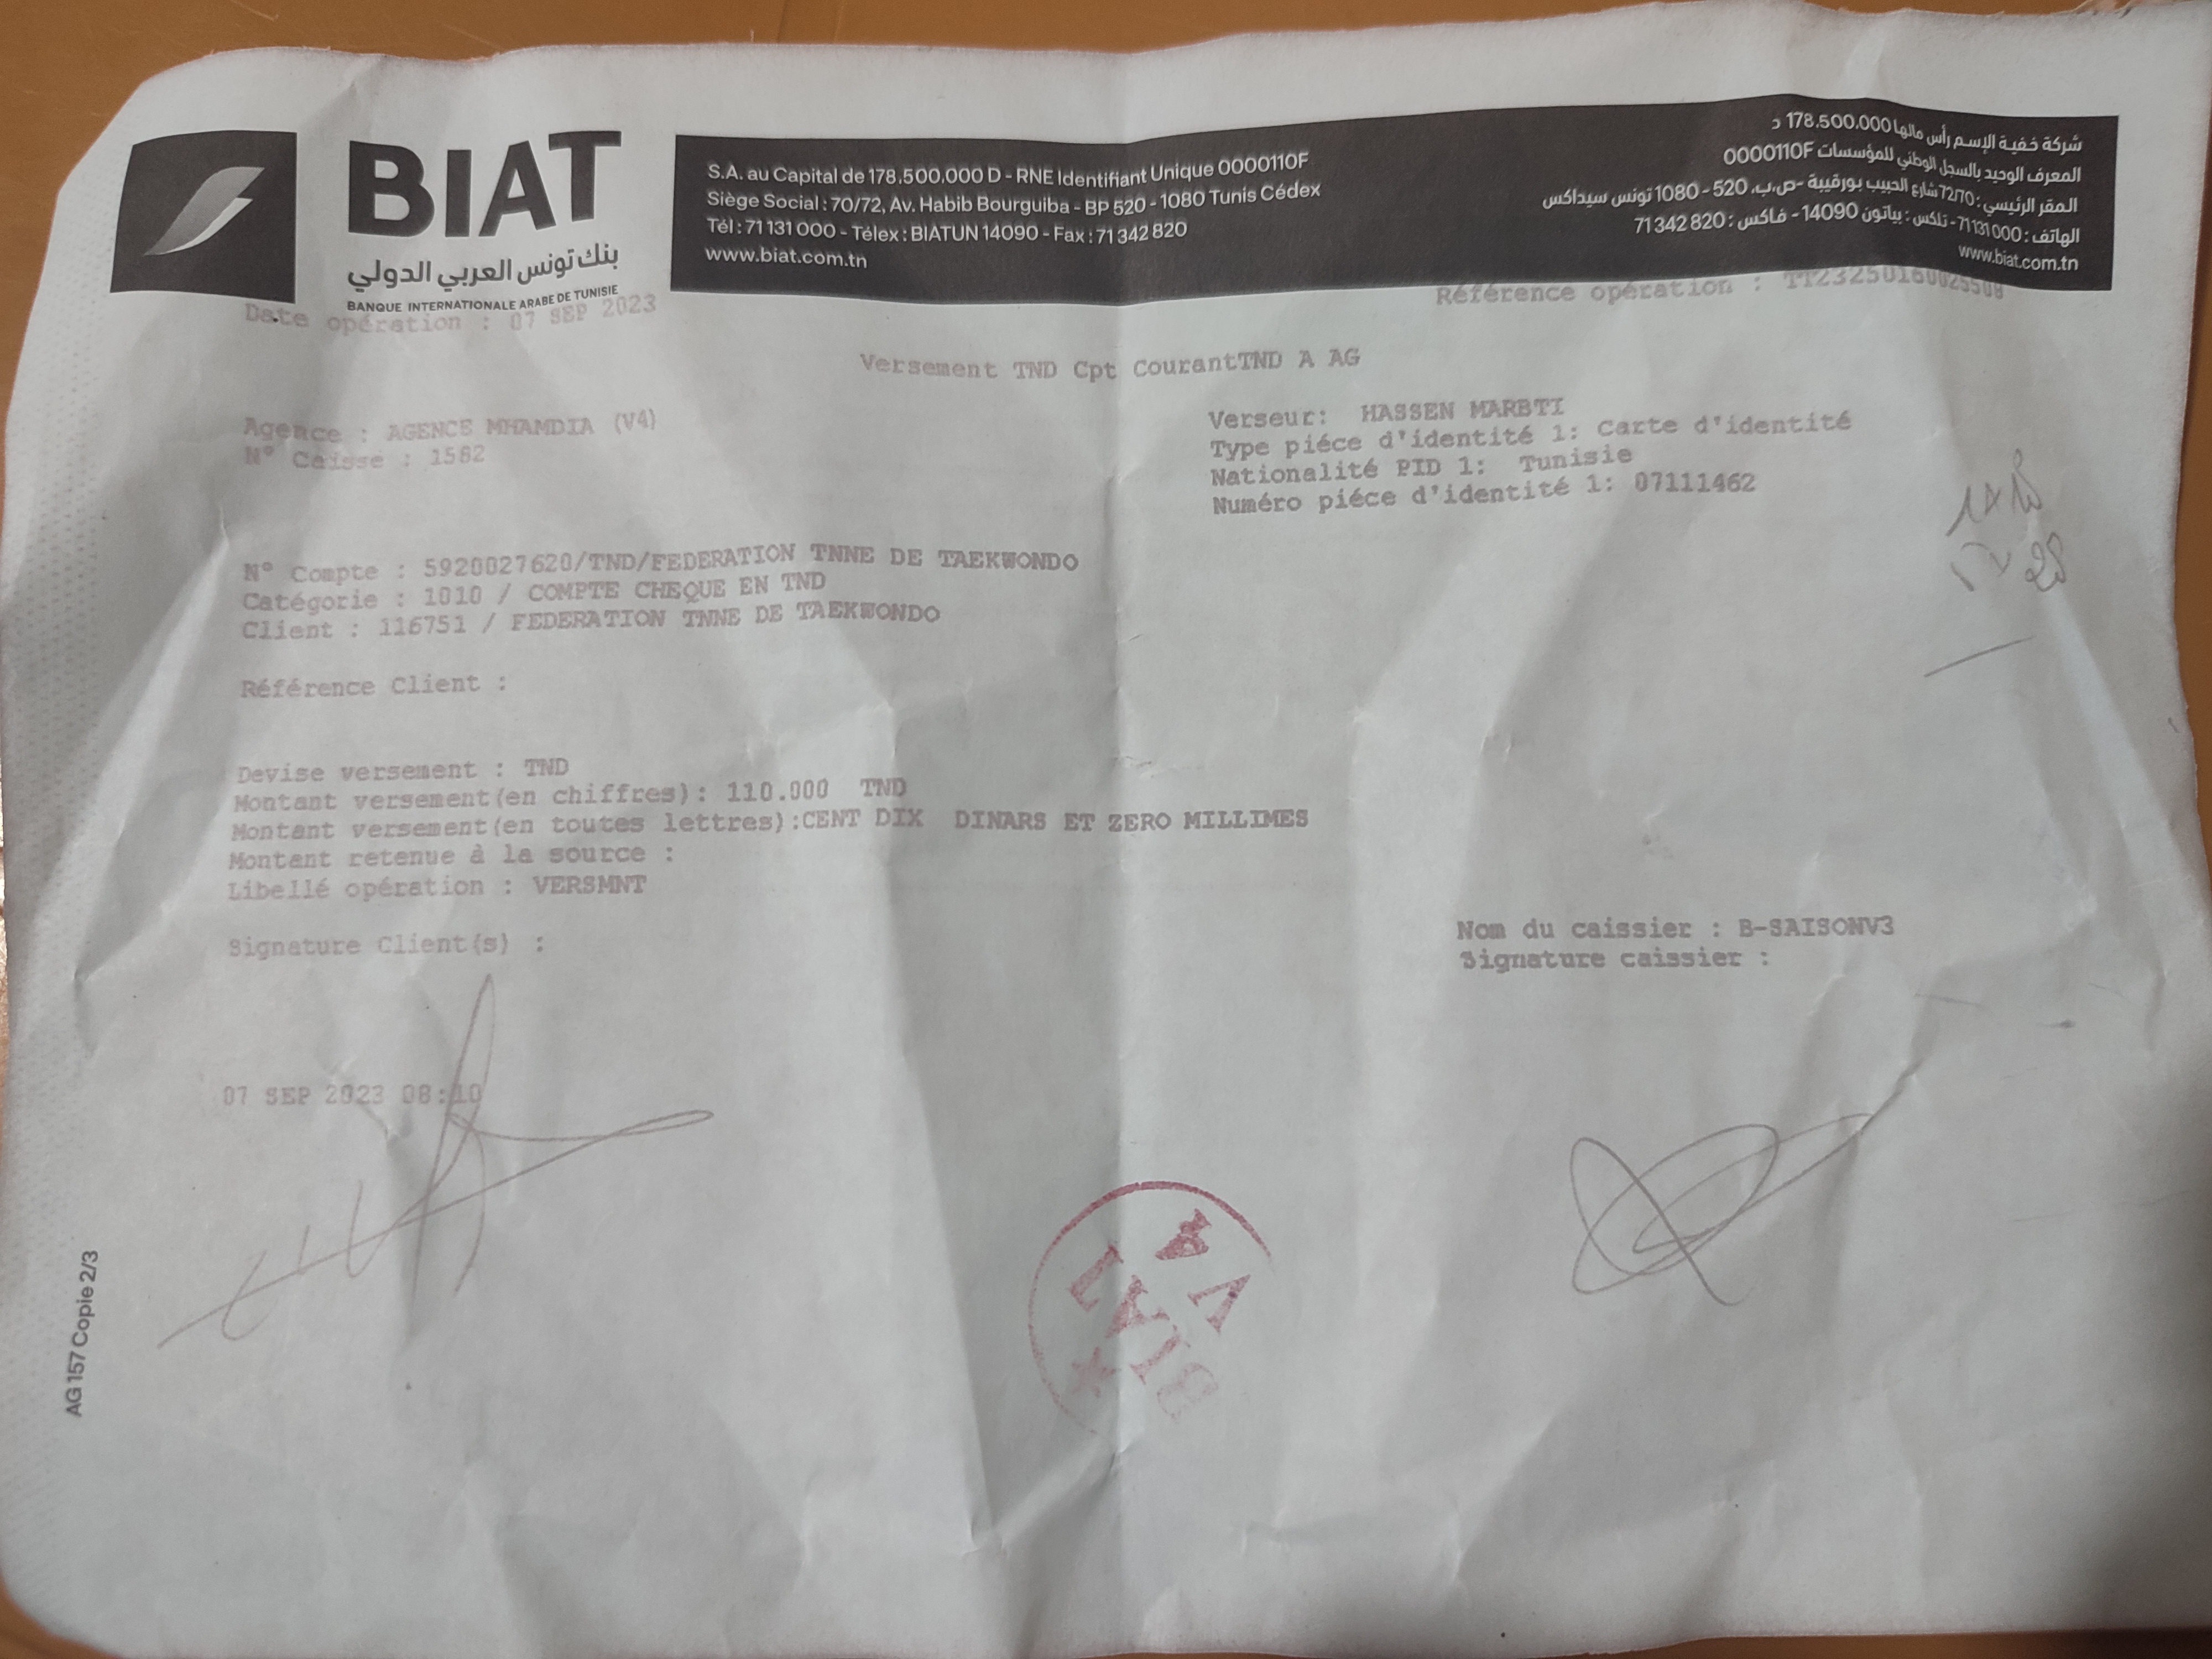 BIAT
بنك تونس العربي الدولي
BANQUE INTERNATIONALE ARABE DE TUNISIE
S.A. au Capital de 178.500.000 D - RNE Identifiant Unique 0000110F
Siège Social : 70/72, Av. Habib Bourguiba - BP 520 - 1080 Tunis Cédex
Tél : 71 131 000 - Télex : BIATUN 14090 - Fax : 71 342 820
www.biat.com.tn
شركة خفية الإسم رأس مالها 178.500.000 د
المعرف الوحيد بالسجل الوطني للمؤسسات 0000110F
المقر الرئيسي : 72/70 شارع الحبيب بورقيبة -ص.ب. 520 - 1080 تونس سيداكس
الهاتف : 71131000 - تلكس : بياتون 14090 - فاكس : 71 342 820
www.biat.com.tn
Date opération : 07 SEP 2023
Référence opération : TT23250160025509
Versement TND Cpt CourantTND A AG
Agence : AGENCE MHAMDIA (V4)
N° Caisse : 1582
Verseur: HASSEN MARBTI
Type piéce d'identité 1: Carte d'identité
Nationalité PID 1: Tunisie
Numéro piéce d'identité 1: 07111462
N° Compte : 5920027620/TND/FEDERATION TNNE DE TAEKWONDO
Catégorie : 1010 / COMPTE CHEQUE EN TND
Client : 116751 / FEDERATION TNNE DE TAEKWONDO
Référence Client :
Devise versement : TND
Montant versement(en chiffres): 110.000 TND
Montant versement(en toutes lettres):CENT DIX DINARS ET ZERO MILLIMES
Montant retenue à la source :
Libellé opération : VERSMNT
Signature Client(s) :
Nom du caissier : B-SAISONV3
Signature caissier :
07 SEP 2023 08:10
BIAT
AG 157 Copie 2/3